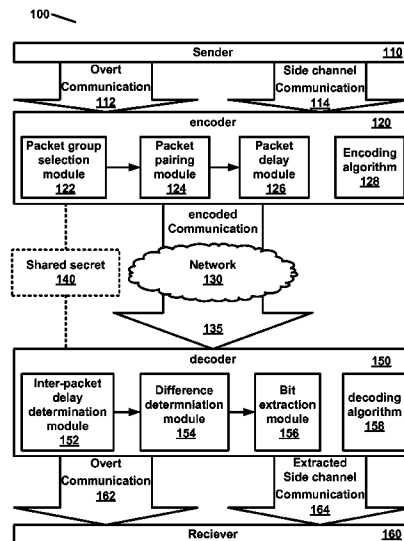 100
Sender 110
Overt
Communication
112
Side channel
Communication
114
encoder 120
Packet group
selection
module
122
Packet
pairing
module
124
Packet
delay
module
126
Encoding
algorithm
128
encoded
Communication
Shared secret
140
Network
130
135
decoder 150
Inter-packet
delay
determination
module
152
Difference
determniation
module
154
Bit
extraction
module
156
decoding
algorithm
158
Overt
Communication
162
Extracted
Side channel
Communication
164
Reciever 160